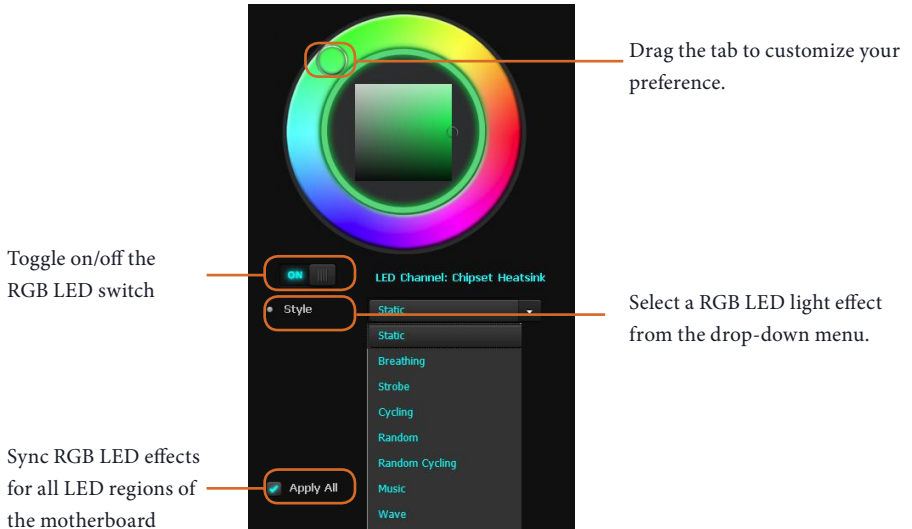 Drag the tab to customize your
preference.
Toggle on/off the
RGB LED switch
ON
LED Channel: Chipset Heatsink
Style
Static
Select a RGB LED light effect
from the drop-down menu.
Static
Breathing
Strobe
Cycling
Random
Random Cycling
Music
Wave
Sync RGB LED effects
for all LED regions of
the motherboard
Apply All